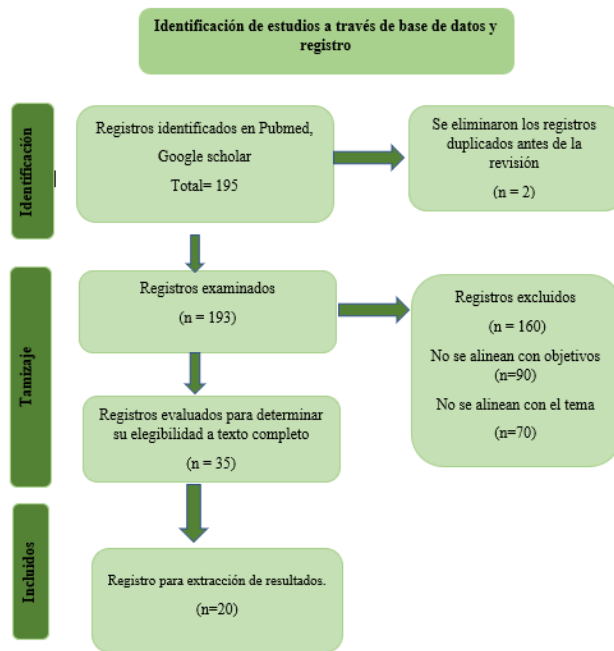 Identificación de estudios a través de base de datos y
registro
Identificación
Registros identificados en Pubmed,
Google scholar
Total= 195
Se eliminaron los registros
duplicados antes de la
revisión
(n = 2)
Tamizaje
Registros examinados
(n = 193)
Registros excluidos
(n = 160)
No se alinean con objetivos
(n=90)
No se alinean con el tema
(n=70)
Registros evaluados para determinar
su elegibilidad a texto completo
(n = 35)
Incluidos
Registro para extracción de resultados.
(n=20)